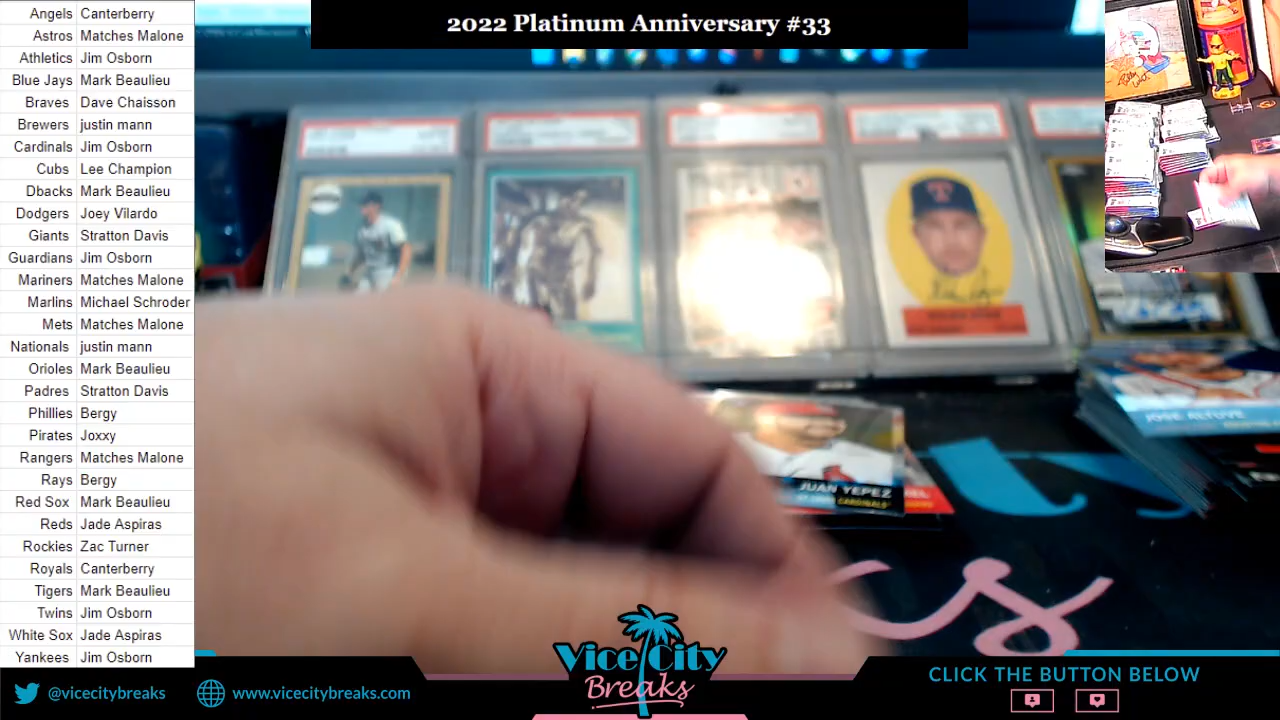 2022 Platinum Anniversary #33
Angels Canterberry
Astros Matches Malone
Athletics Jim Osborn
Blue Jays Mark Beaulieu
Braves Dave Chaisson
Brewers justin mann
Cardinals Jim Osborn
Cubs Lee Champion
Dbacks Mark Beaulieu
Dodgers Joey Vilardo
Giants Stratton Davis
Guardians Jim Osborn
Mariners Matches Malone
Marlins Michael Schroder
Mets Matches Malone
Nationals justin mann
Orioles Mark Beaulieu
Padres Stratton Davis
Phillies Bergy
Pirates Joxxy
Rangers Matches Malone
Rays Bergy
Red Sox Mark Beaulieu
Reds Jade Aspiras
Rockies Zac Turner
Royals Canterberry
Tigers Mark Beaulieu
Twins Jim Osborn
White Sox Jade Aspiras
Yankees Jim Osborn
T
JOSE ALTUVE
JUAN YEPEZ
CARDINALS
Vice City
Breaks
@vicecitybreaks
www.vicecitybreaks.com
CLICK THE BUTTON BELOW